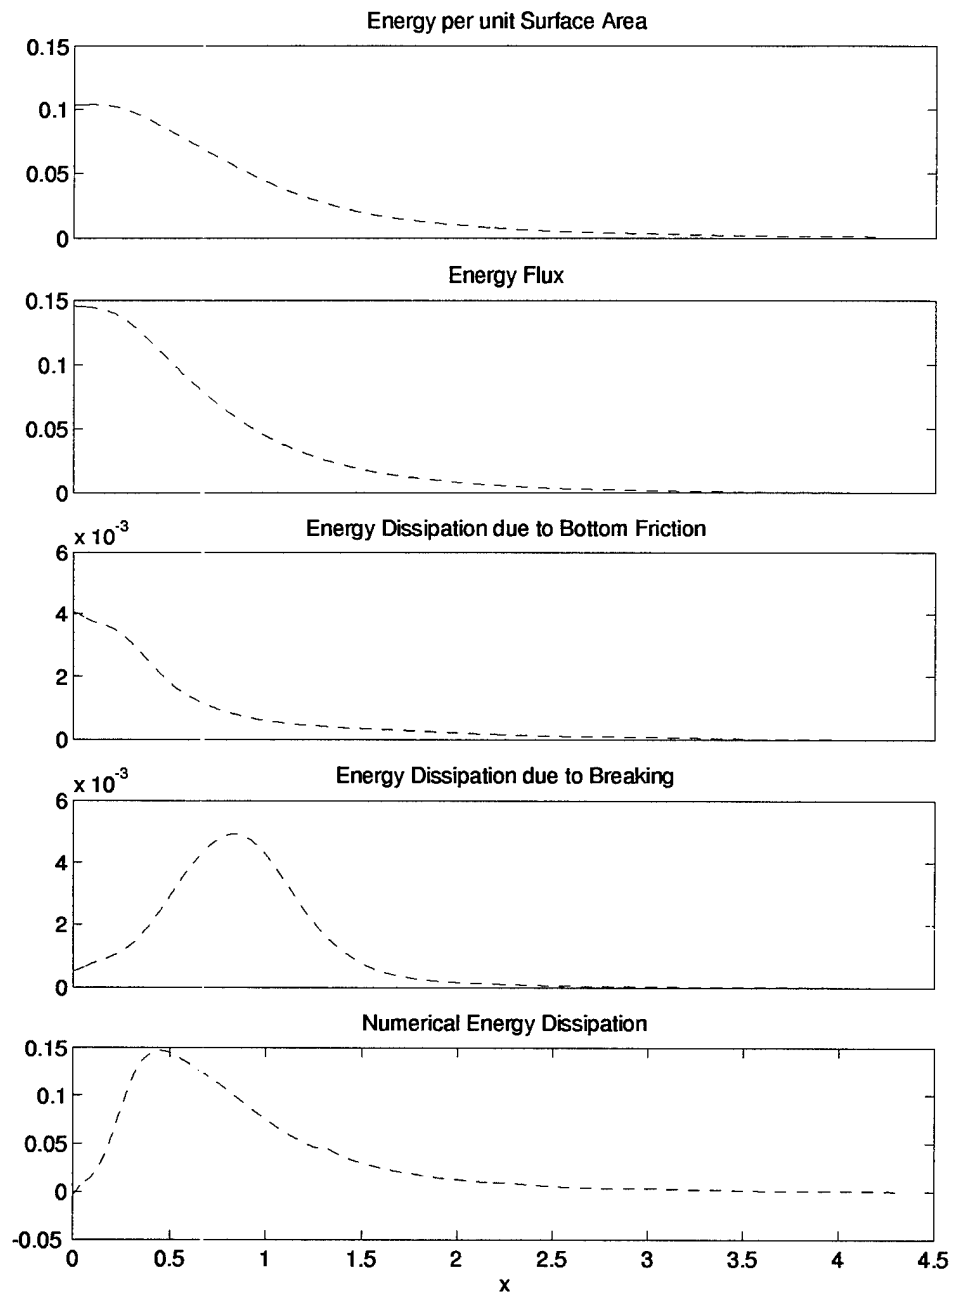 Energy per unit Surface Area
0.15
0.1
0.05
0
Energy Flux
0.15
0.1
0.05
0
x 10-3
Energy Dissipation due to Bottom Friction
6
4
2
0
x 10-3
Energy Dissipation due to Breaking
6
4
2
0
Numerical Energy Dissipation
0.15
0.1
0.05
0
-0.05
0 0.5 1 1.5 2 2.5 3 3.5 4 4.5
x